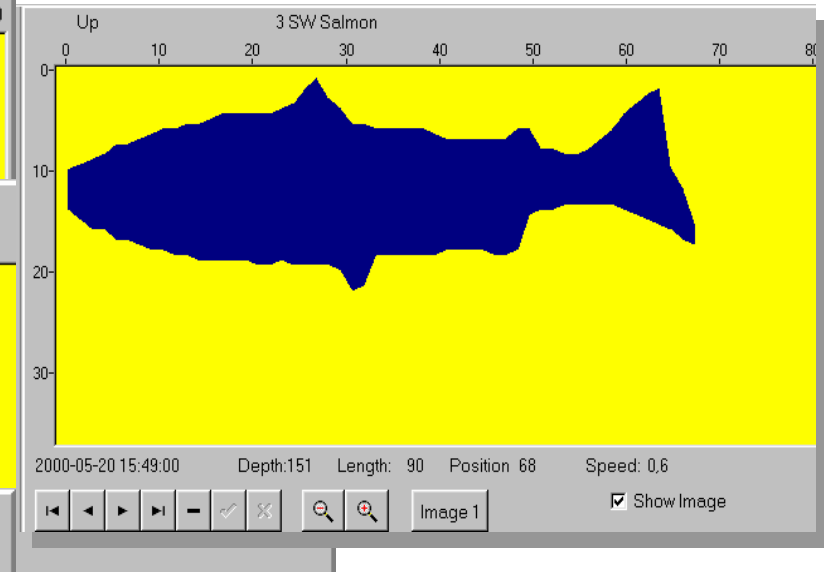 Up 3 SW Salmon
0 10 20 30 40 50 60 70 80
0
10
20
30
2000-05-20 15:49:00 Depth:151 Length: 90 Position 68 Speed: 0,6
Image 1 Show Image